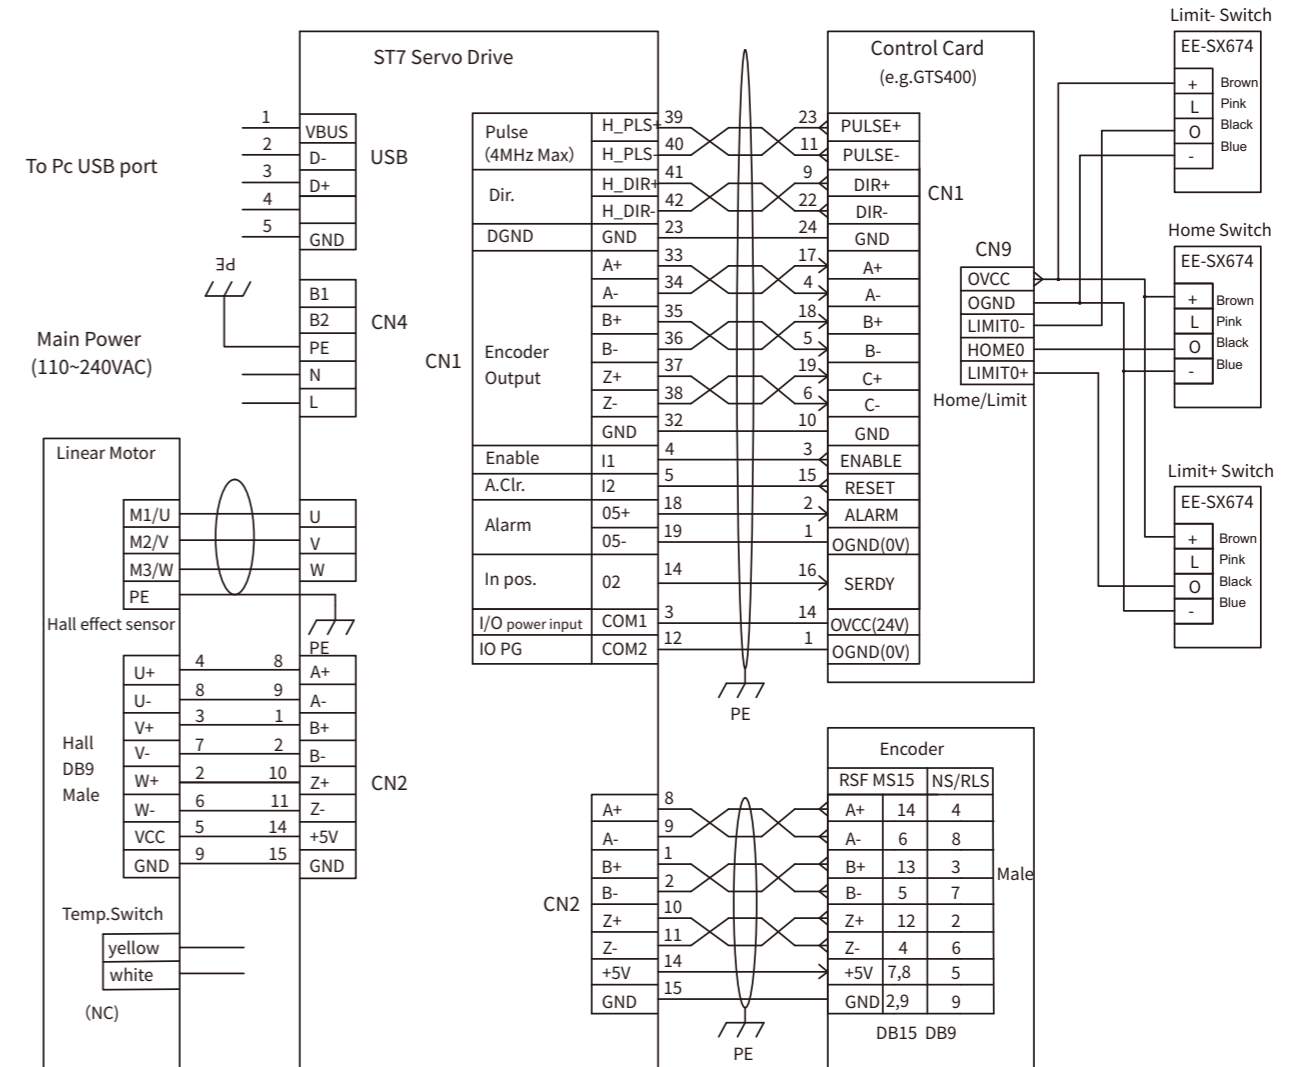 Limit- Switch
EE-SX674
+ Brown
L Pink
O Black
- Blue
ST7 Servo Drive
Control Card
(e.g.GTS400)
To Pc USB port
1 VBUS
2 D-
3 D+
4
5 GND
USB
PE
Main Power
(110~240VAC)
B1
B2
PE
N
L
CN4
CN1
Pulse
(4MHz Max)
H_PLS+ 39 23 PULSE+
H_PLS- 40 11 PULSE-
Dir.
H_DIR+ 41 9 DIR+
H_DIR- 42 22 DIR-
DGND GND 23 24 GND
Encoder
Output
A+ 33 17 A+
A- 34 4 A-
B+ 35 18 B+
B- 36 5 B-
Z+ 37 19 C+
Z- 38 6 C-
GND 32 10 GND
Enable I1 4 3 ENABLE
A.Clr. I2 5 15 RESET
Alarm
05+ 18 2 ALARM
05- 19 1 OGND(0V)
In pos. 02 14 16 SERDY
I/O power input COM1 3 14 OVCC(24V)
IO PG COM2 12 1 OGND(0V)
PE
CN1
CN9
OVCC
OGND
LIMIT0-
HOME0
LIMIT0+
Home/Limit
Home Switch
EE-SX674
+ Brown
L Pink
O Black
- Blue
Limit+ Switch
EE-SX674
+ Brown
L Pink
O Black
- Blue
Linear Motor
M1/U U
M2/V V
M3/W W
PE
PE
Hall effect sensor
Hall
DB9
Male
U+ 4 8 A+
U- 8 9 A-
V+ 3 1 B+
V- 7 2 B-
W+ 2 10 Z+
W- 6 11 Z-
VCC 5 14 +5V
GND 9 15 GND
CN2
Temp.Switch
yellow
white
(NC)
Encoder
RSF MS15 NS/RLS
CN2
A+ 8 A+ 14 4
A- 9 A- 6 8
B+ 1 B+ 13 3
B- 2 B- 5 7
Z+ 10 Z+ 12 2
Z- 11 Z- 4 6
+5V 14 +5V 7,8 5
GND 15 GND 2,9 9
Male
DB15 DB9
PE